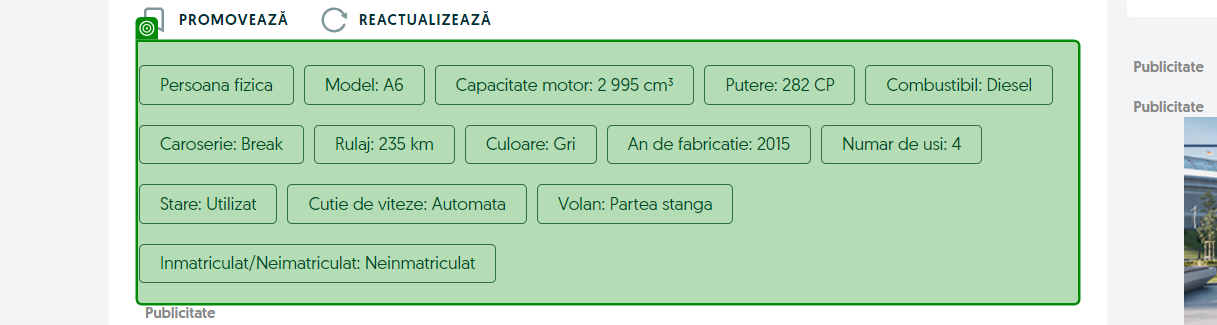 PROMOVEAZĂ REACTUALIZEAZĂ
Publicitate
Persoana fizica Model: A6 Capacitate motor: 2 995 cm³ Putere: 282 CP Combustibil: Diesel
Publicitate
Caroserie: Break Rulaj: 235 km Culoare: Gri An de fabricatie: 2015 Numar de usi: 4
Stare: Utilizat Cutie de viteze: Automata Volan: Partea stanga
Inmatriculat/Neimatriculat: Neinmatriculat
Publicitate